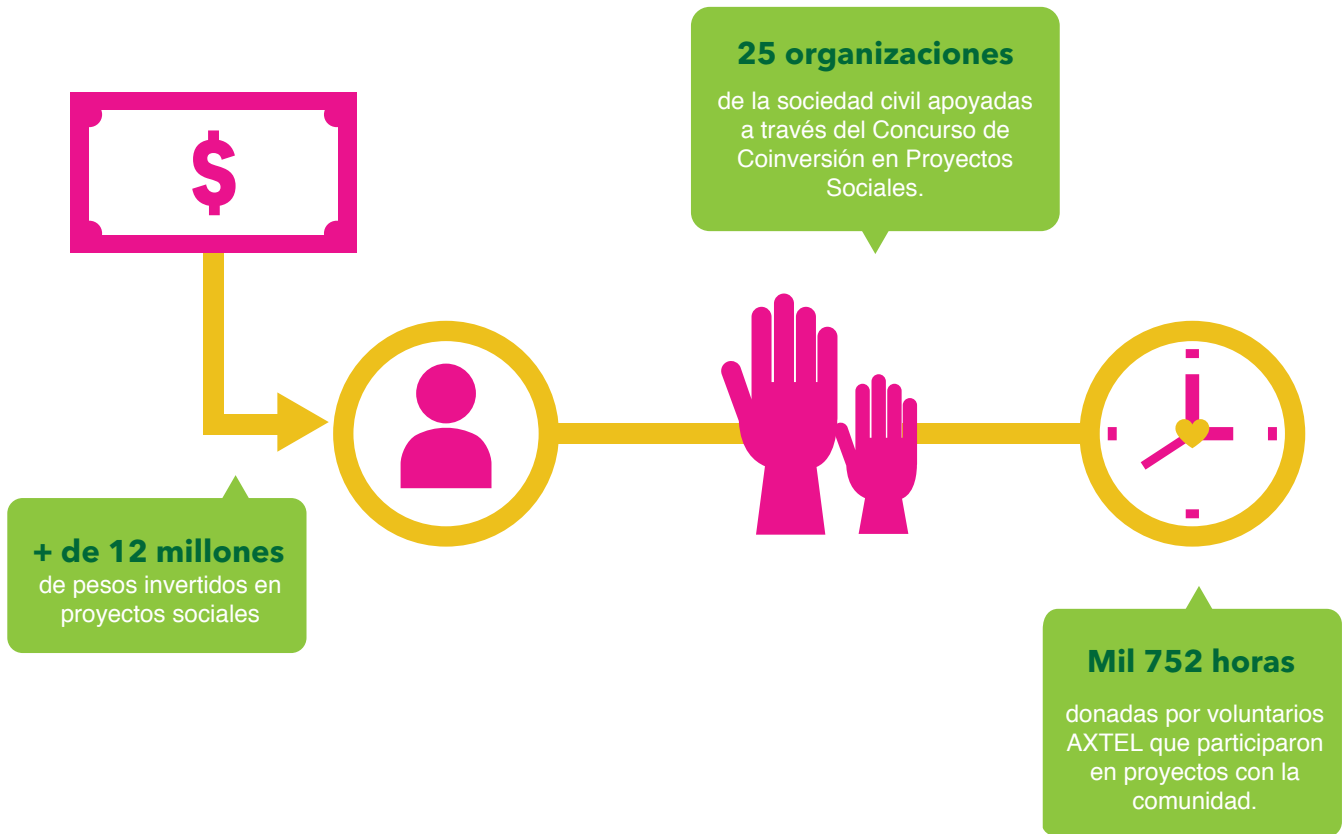 25 organizaciones
de la sociedad civil apoyadas
a través del Concurso de
Coinversión en Proyectos
Sociales.
$
+ de 12 millones
de pesos invertidos en
proyectos sociales
Mil 752 horas
donadas por voluntarios
AXTEL que participaron
en proyectos con la
comunidad.